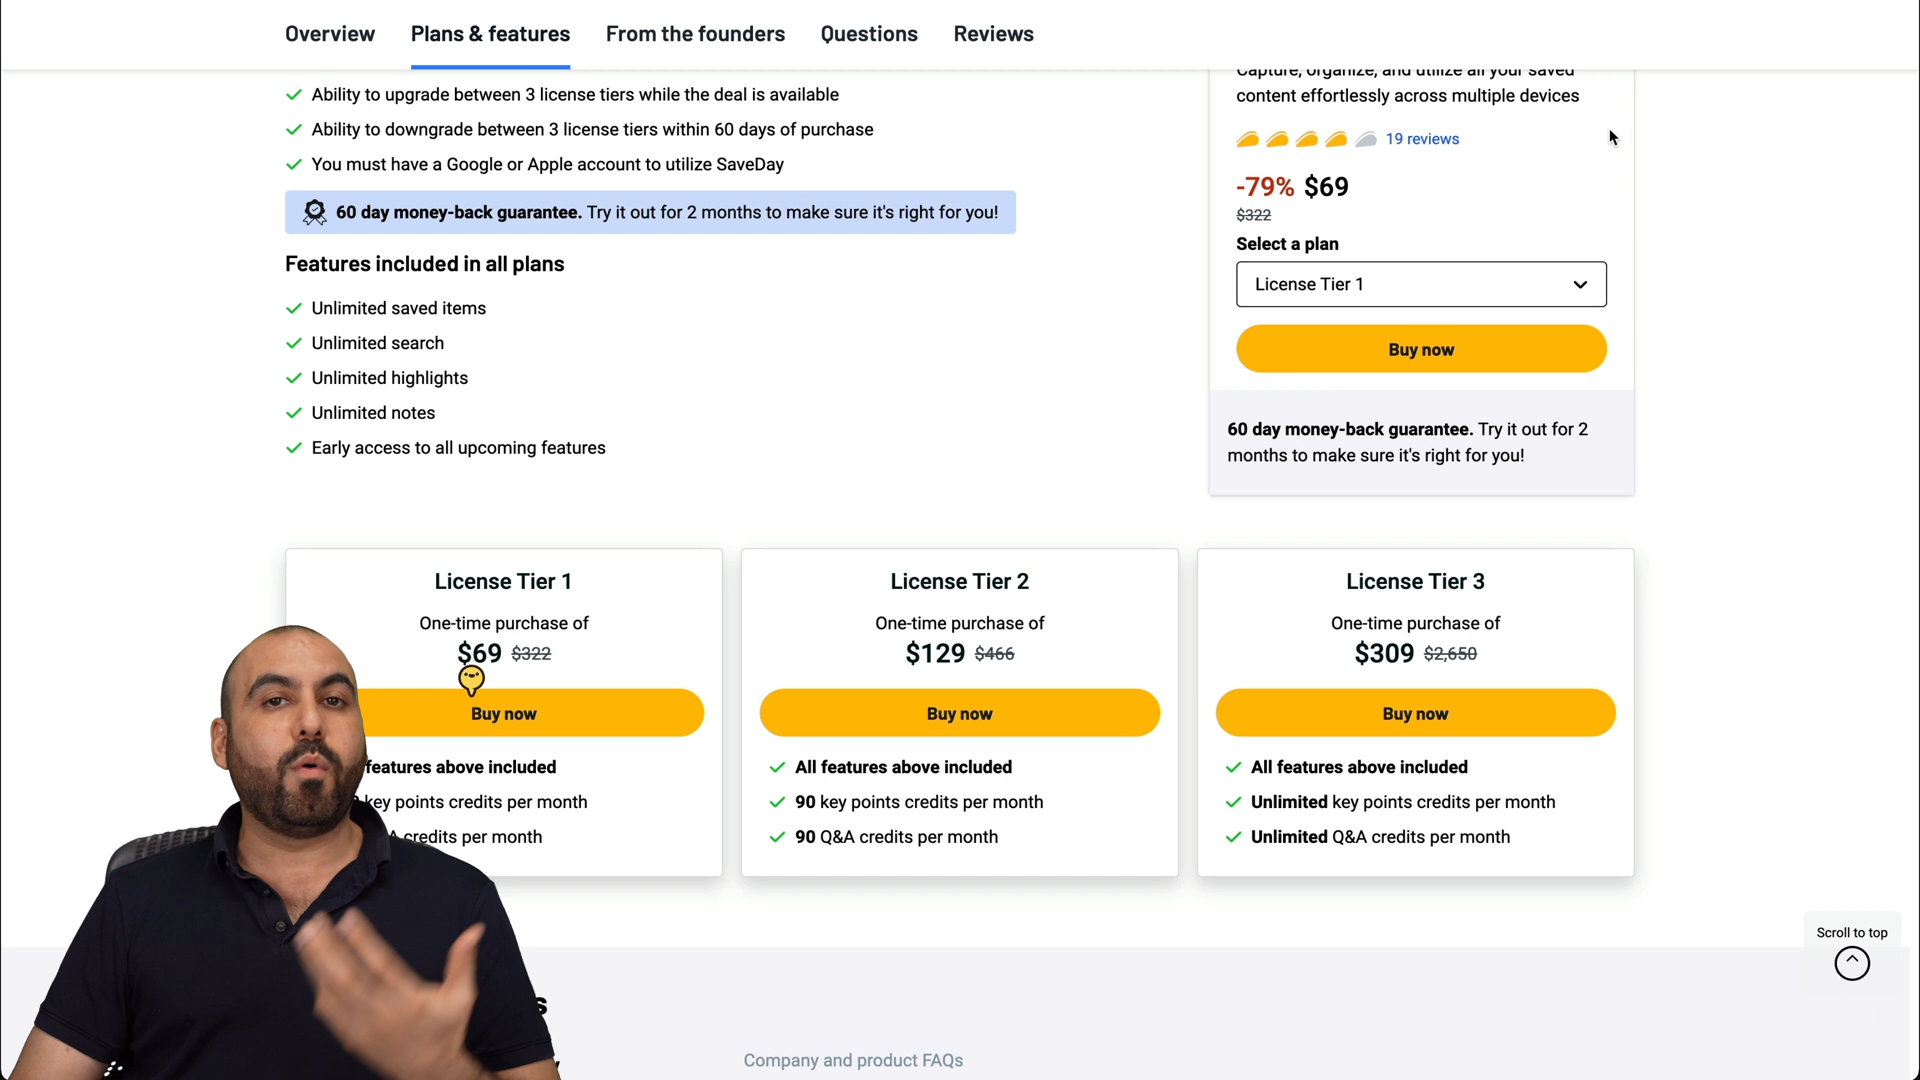 Overview Plans & features From the founders Questions Reviews
Ability to upgrade between 3 license tiers while the deal is available
Ability to downgrade between 3 license tiers within 60 days of purchase
You must have a Google or Apple account to utilize SaveDay
60 day money-back guarantee. Try it out for 2 months to make sure it's right for you!
Features included in all plans
Unlimited saved items
Unlimited search
Unlimited highlights
Unlimited notes
Early access to all upcoming features
Capture, organize, and utilize all your saved
content effortlessly across multiple devices
19 reviews
-79% $69
$322
Select a plan
License Tier 1
Buy now
60 day money-back guarantee. Try it out for 2
months to make sure it's right for you!
License Tier 1
One-time purchase of
$69 $322
Buy now
features above included
key points credits per month
credits per month
License Tier 2
One-time purchase of
$129 $466
Buy now
All features above included
90 key points credits per month
90 Q&A credits per month
License Tier 3
One-time purchase of
$309 $2,650
Buy now
All features above included
Unlimited key points credits per month
Unlimited Q&A credits per month
Scroll to top
Company and product FAQs